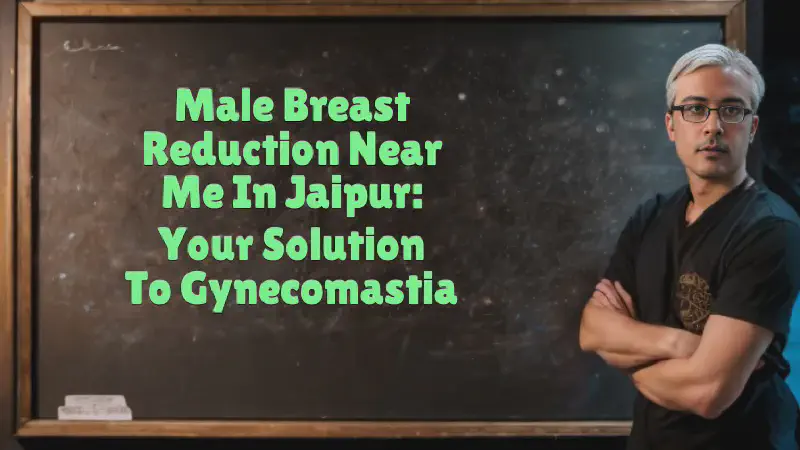 Male Breast
Reduction Near
Me In Jaipur:
Your Solution
To Gynecomastia